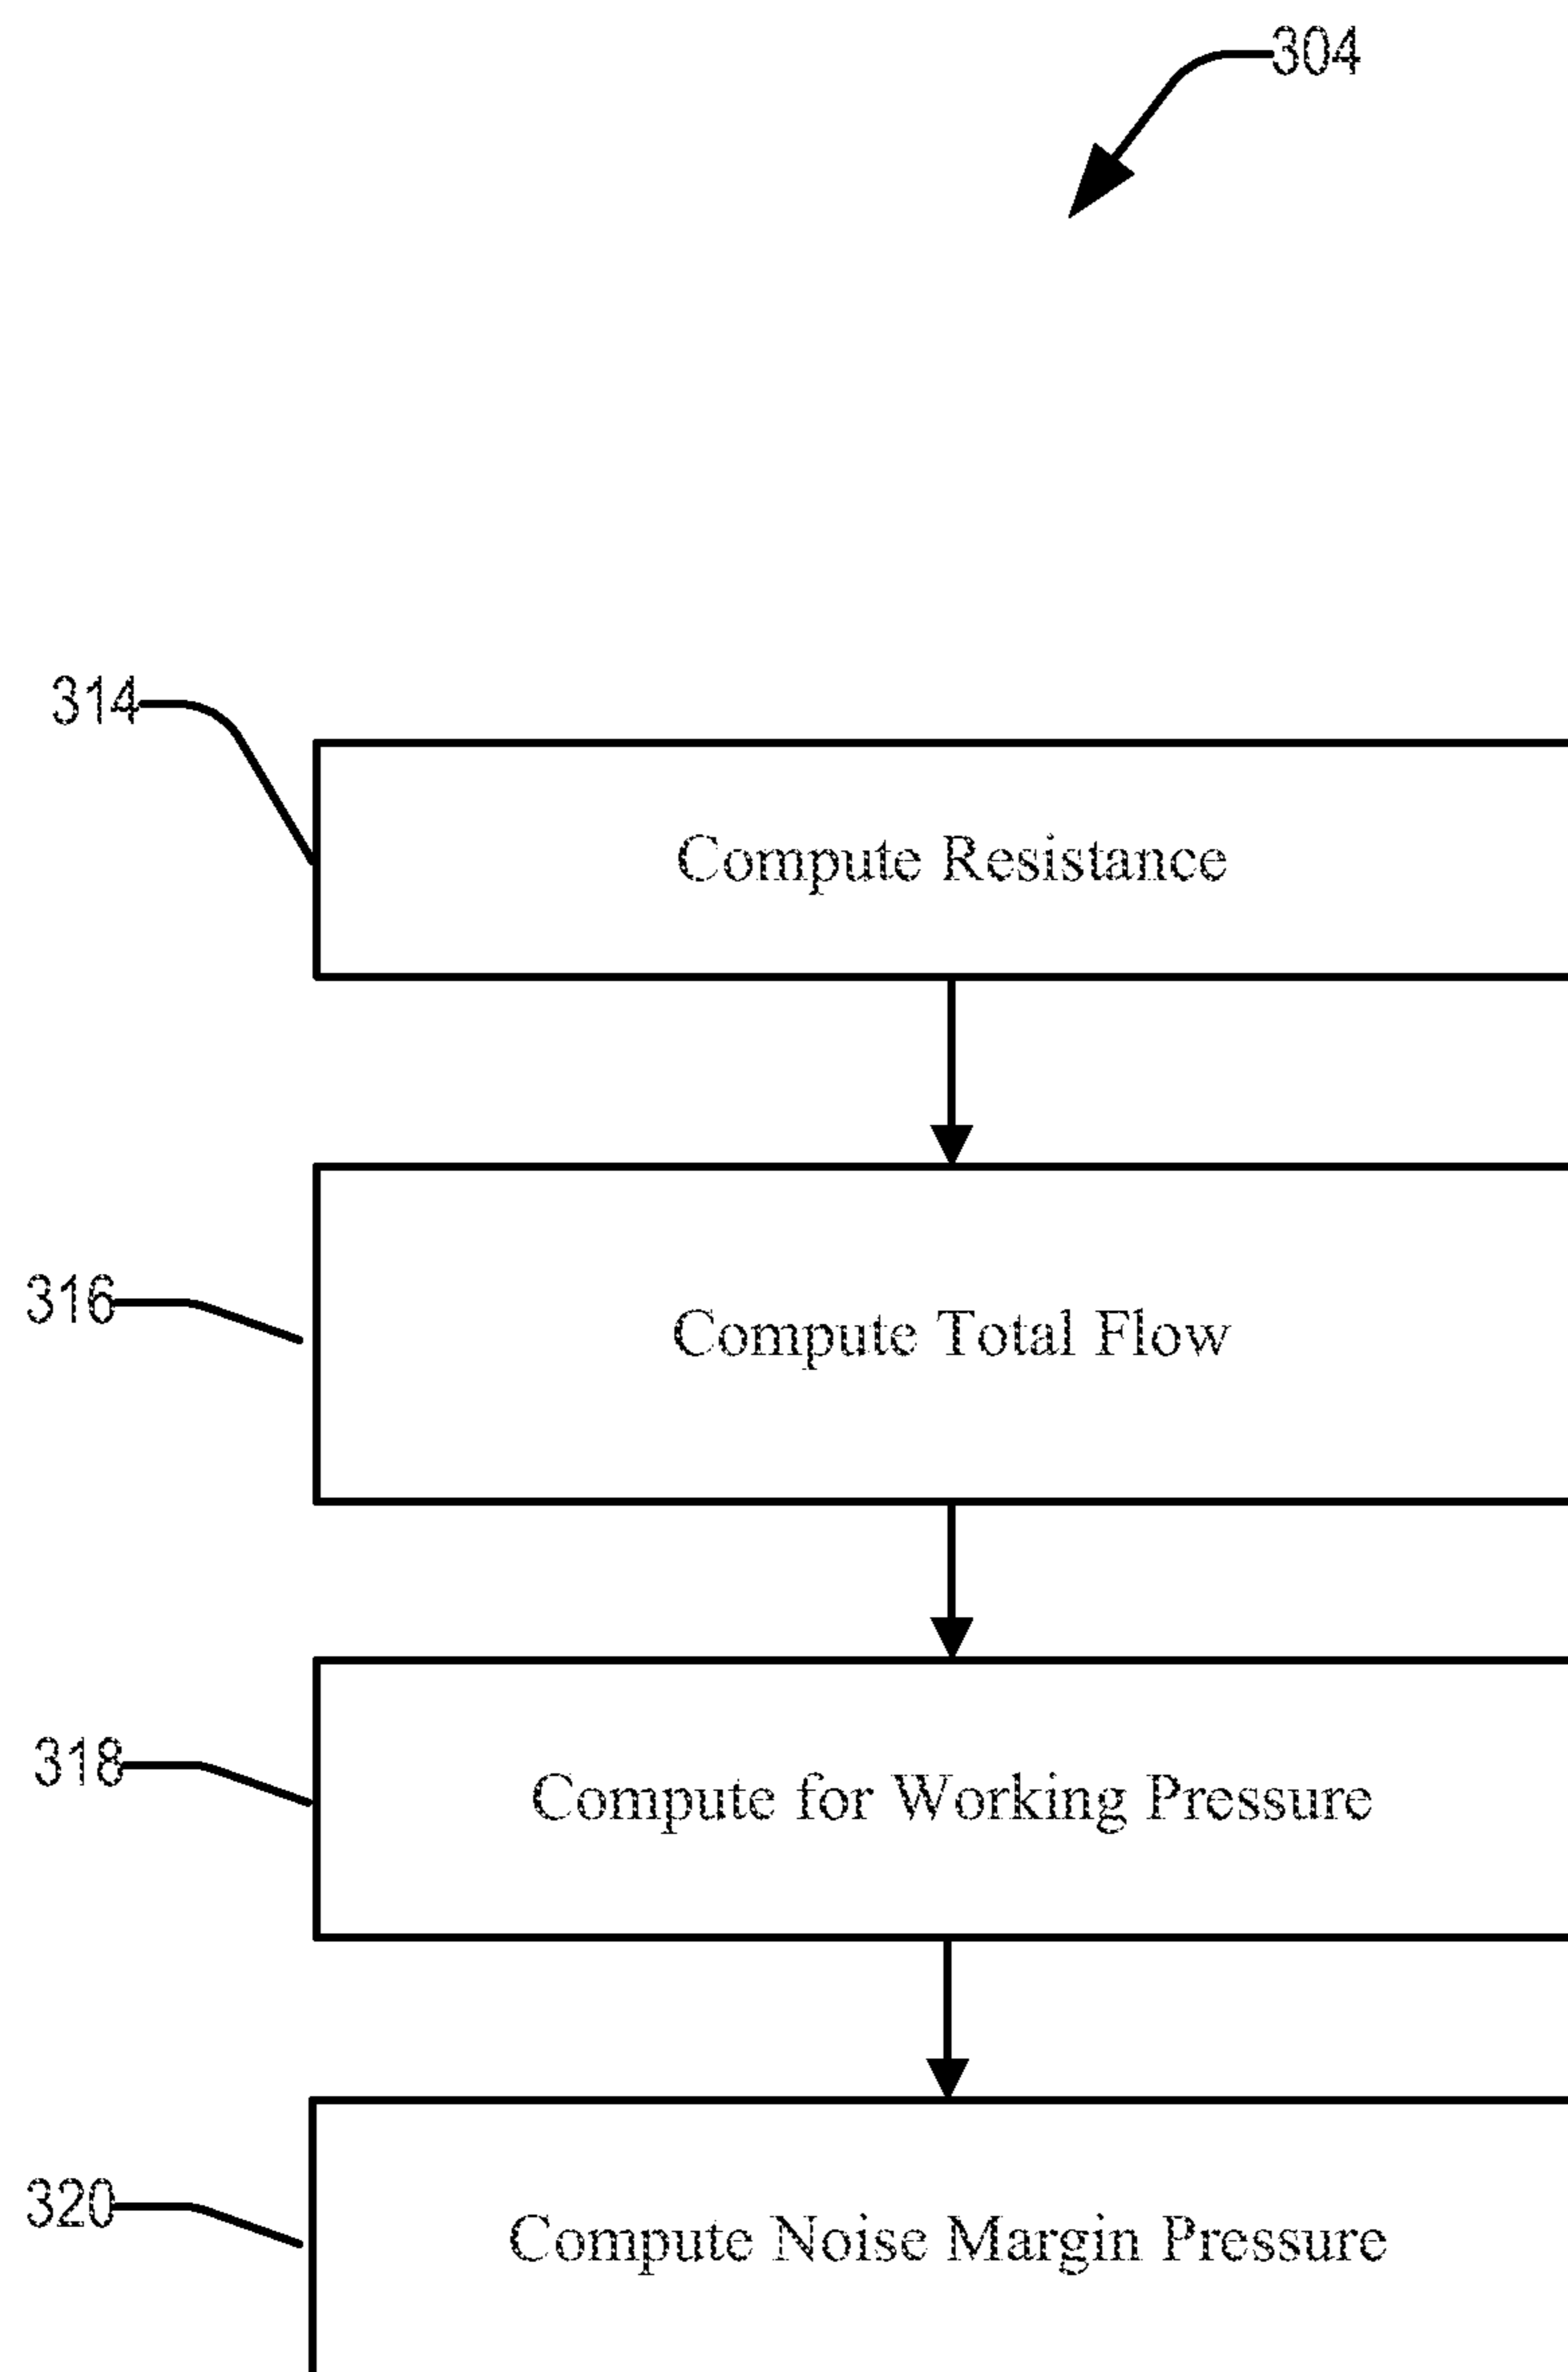 304
314
Compute Resistance
316
Compute Total Flow
318
Compute for Working Pressure
320
Compute Noise Margin Pressure